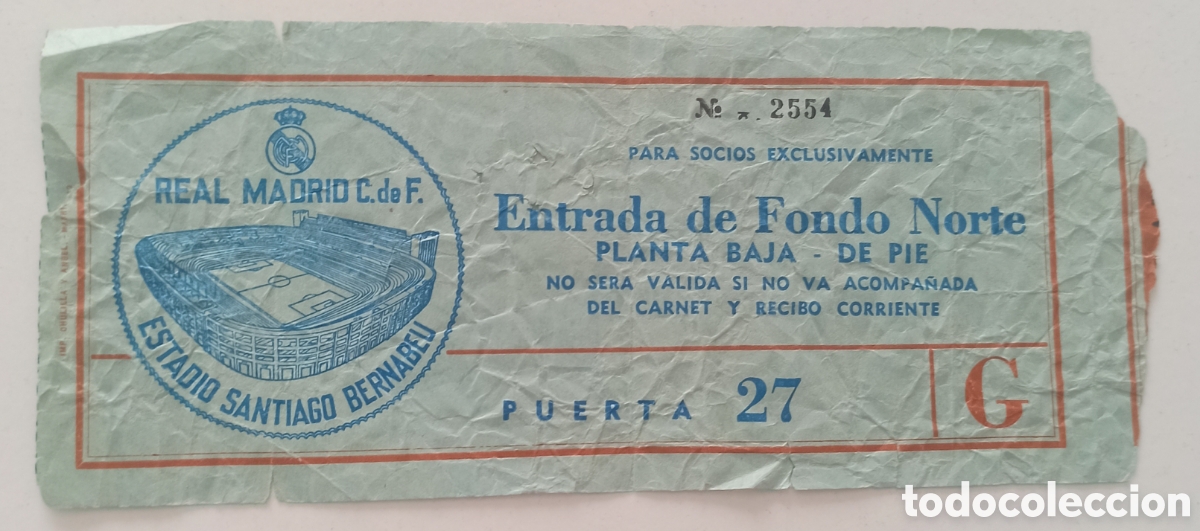 REAL MADRID C. de F.
ESTADIO SANTIAGO BERNABEU
Nº 2554
PARA SOCIOS EXCLUSIVAMENTE
Entrada de Fondo Norte
PLANTA BAJA - DE PIE
NO SERA VALIDA SI NO VA ACOMPAÑADA
DEL CARNET Y RECIBO CORRIENTE
PUERTA 27
G
todocoleccion